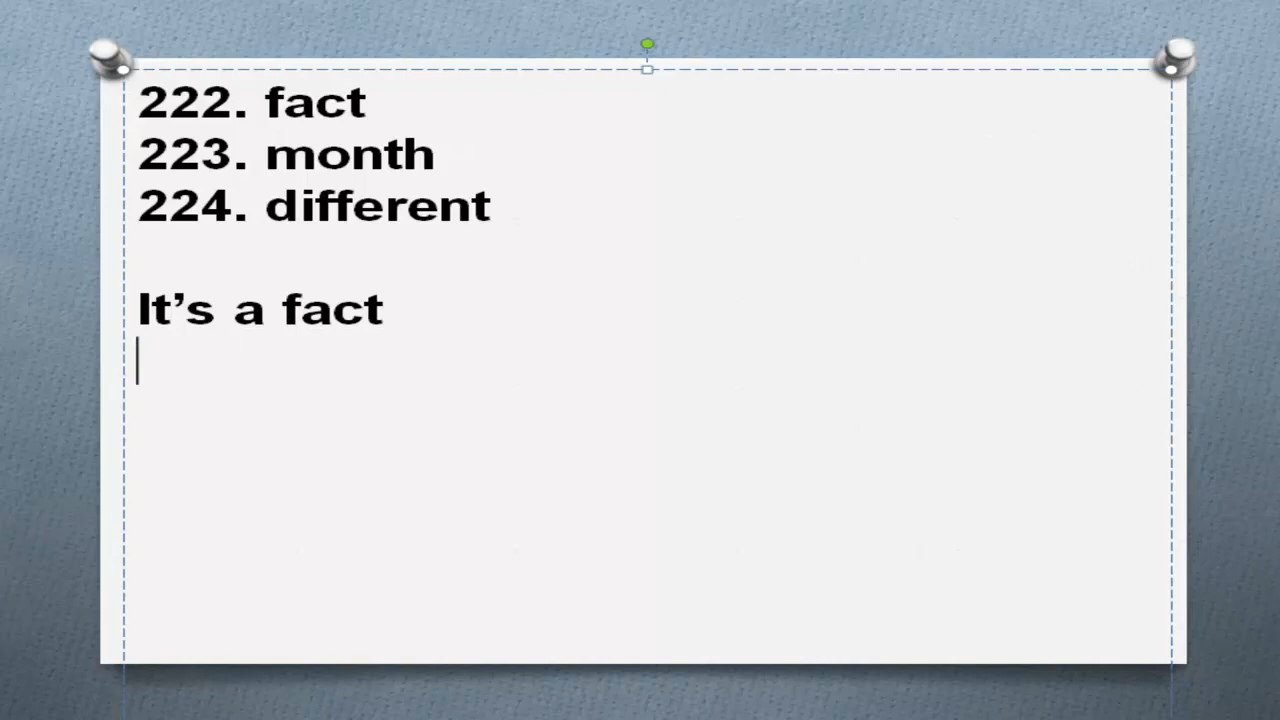 222. fact
223. month
224. different
It’s a fact